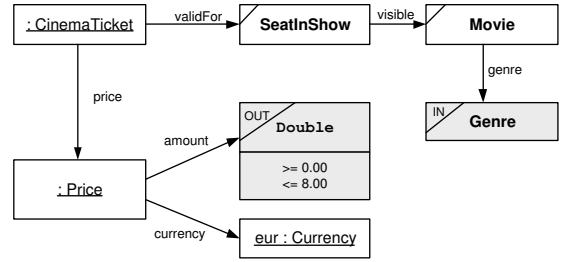 : CinemaTicket
validFor
SeatInShow
visible
Movie
genre
price
OUT
Double
IN
Genre
amount
>= 0.00
<= 8.00
: Price
currency
eur : Currency